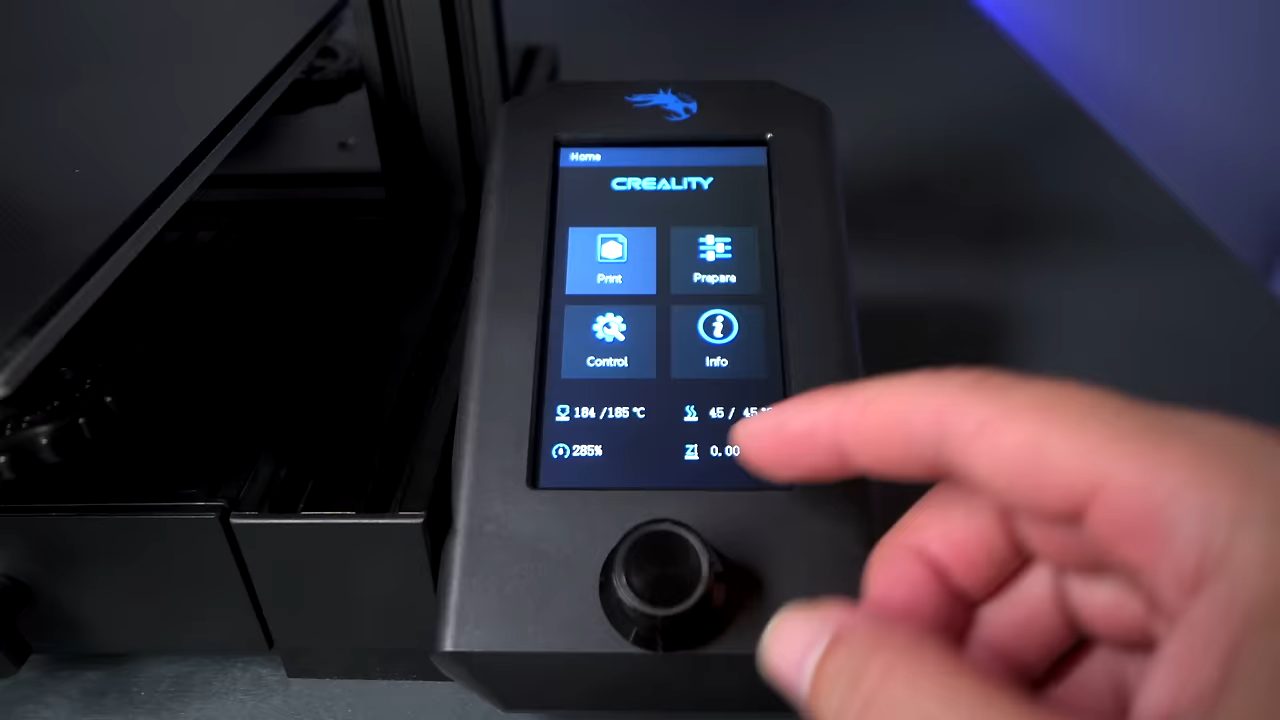 Home
CREALITY
Print
Prepare
Control
Info
184 /185 ℃
45 / 45
285%
0.00